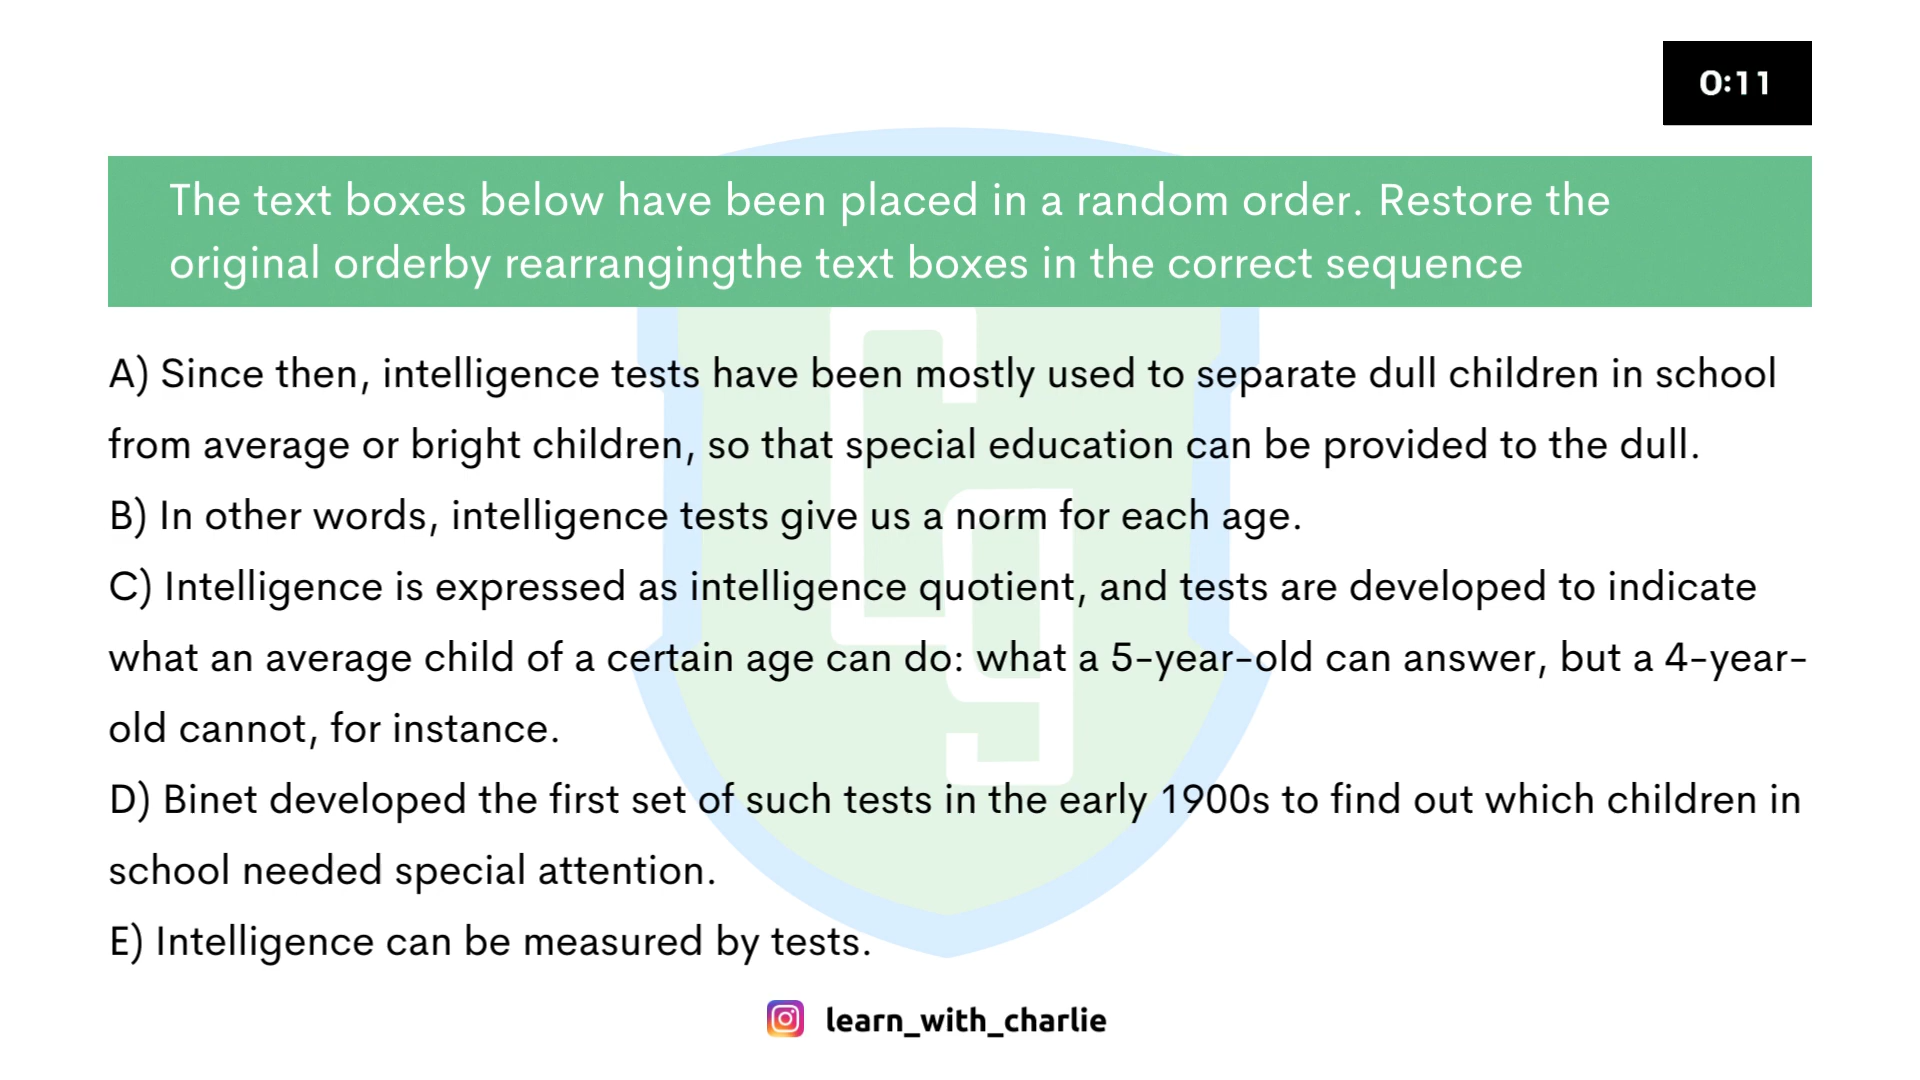 0:11
The text boxes below have been placed in a random order. Restore the
original orderby rearrangingthe text boxes in the correct sequence
A) Since then, intelligence tests have been mostly used to separate dull children in school
from average or bright children, so that special education can be provided to the dull.
B) In other words, intelligence tests give us a norm for each age.
C) Intelligence is expressed as intelligence quotient, and tests are developed to indicate
what an average child of a certain age can do: what a 5-year-old can answer, but a 4-year-
old cannot, for instance.
D) Binet developed the first set of such tests in the early 1900s to find out which children in
school needed special attention.
E) Intelligence can be measured by tests.
learn_with_charlie